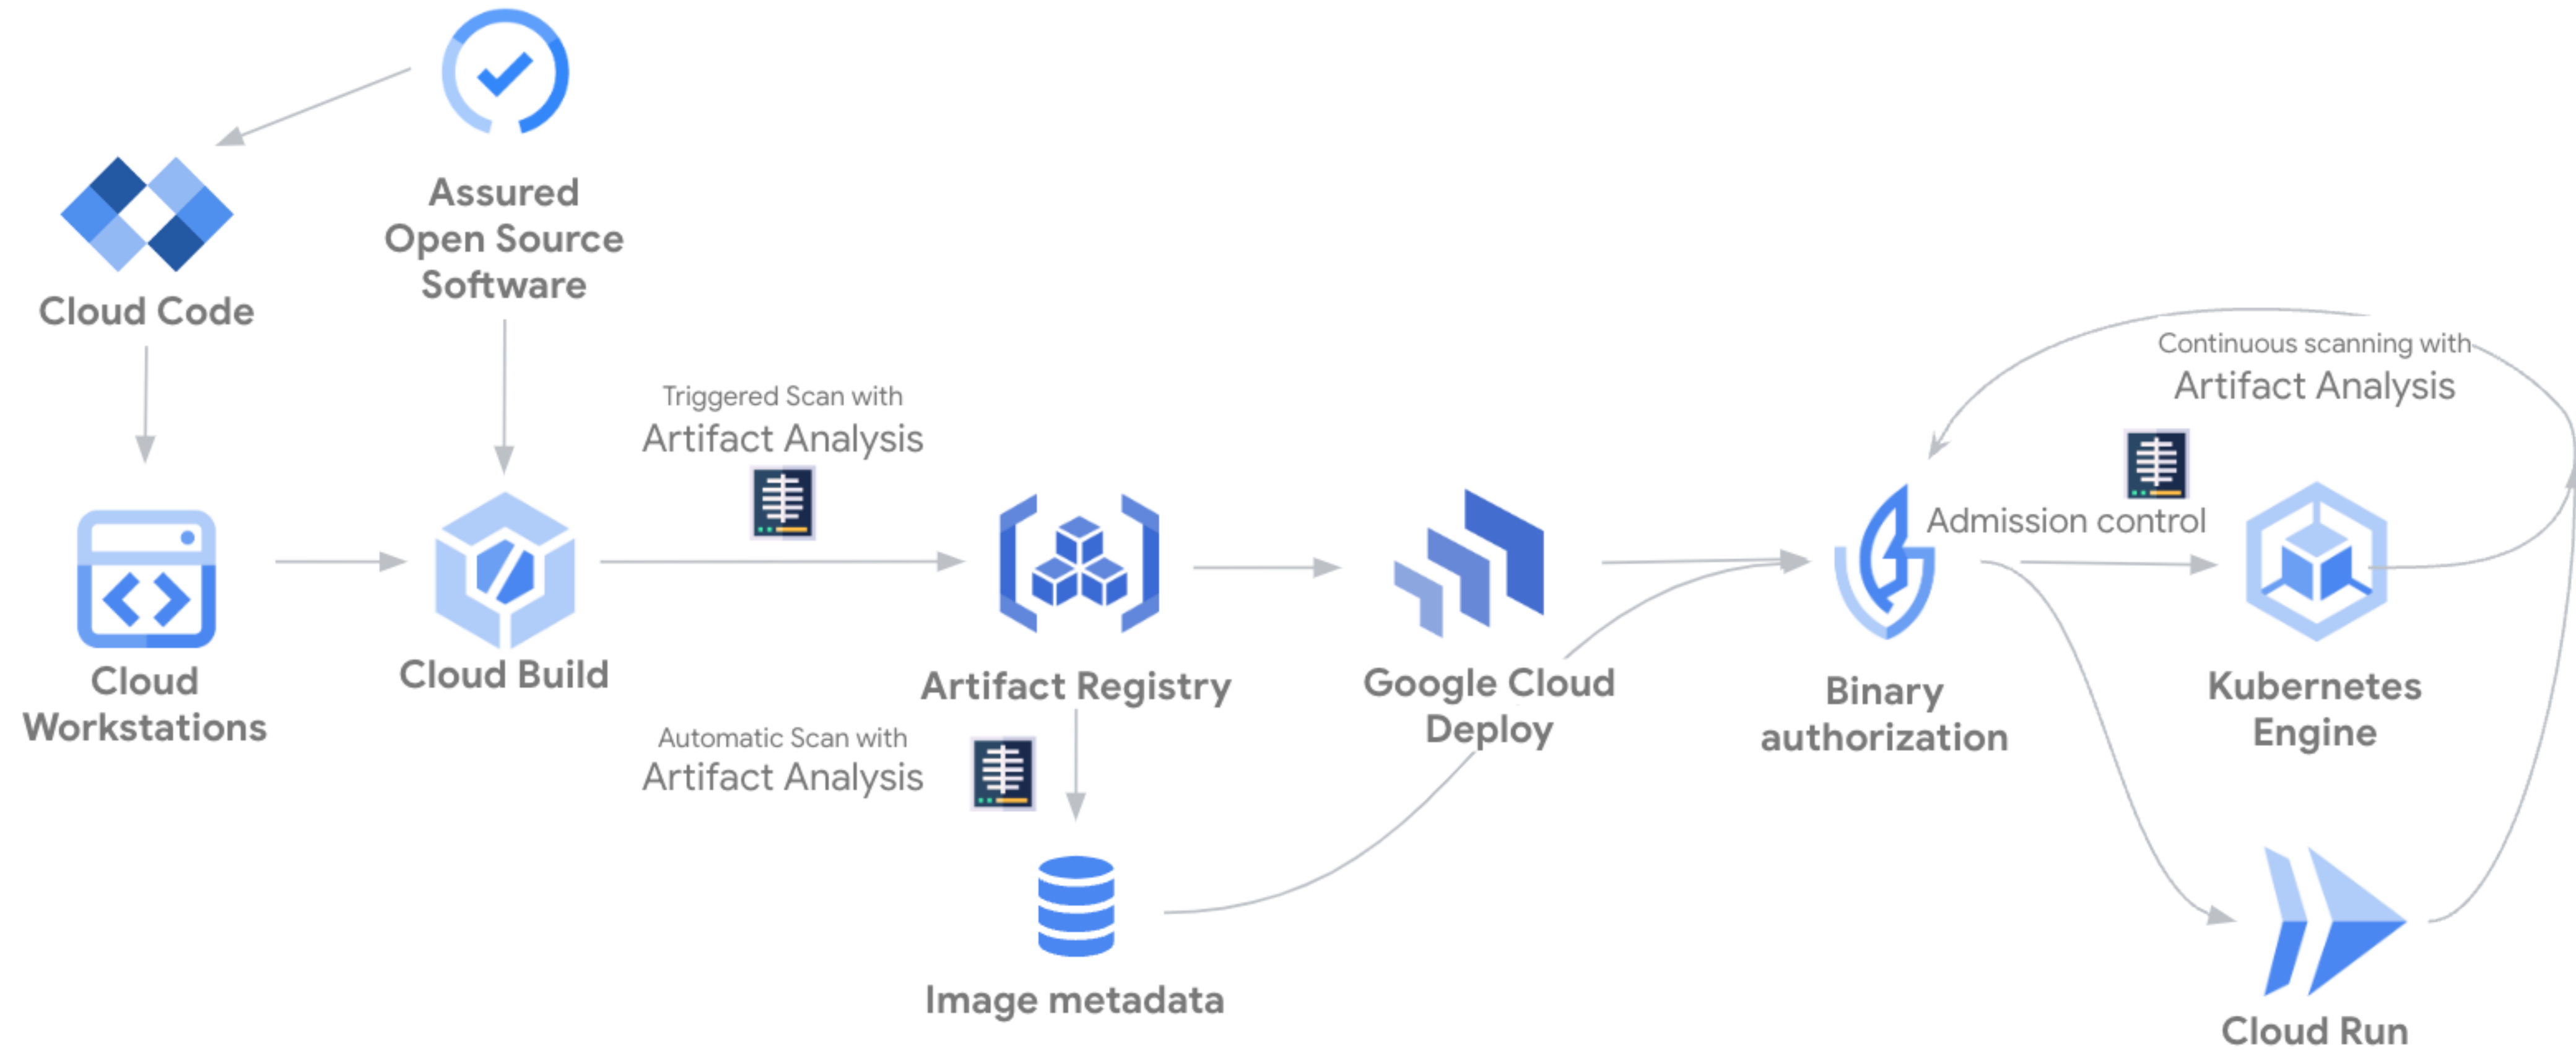 Assured
Open Source
Software
Cloud Code
Triggered Scan with
Artifact Analysis
Continuous scanning with
Artifact Analysis
Admission control
Cloud
Workstations
Cloud Build
Artifact Registry
Google Cloud
Deploy
Binary
authorization
Kubernetes
Engine
Automatic Scan with
Artifact Analysis
Image metadata
Cloud Run